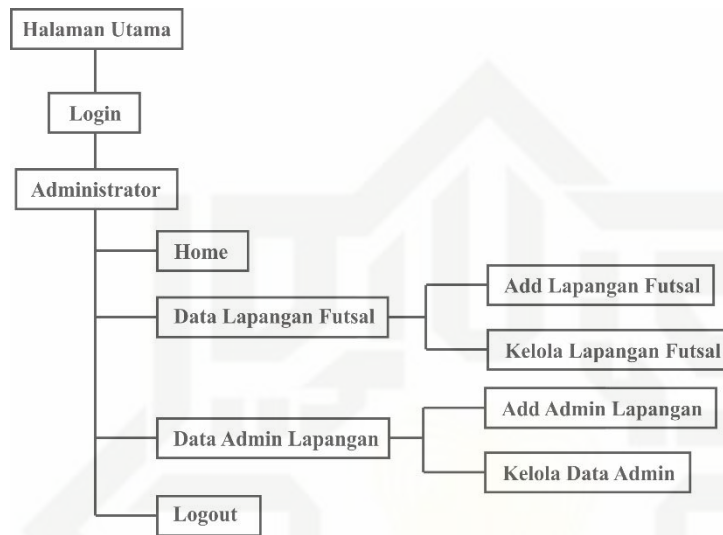 Halaman Utama
Login
Administrator
Home
Data Lapangan Futsal
Add Lapangan Futsal
Kelola Lapangan Futsal
Data Admin Lapangan
Add Admin Lapangan
Kelola Data Admin
Logout